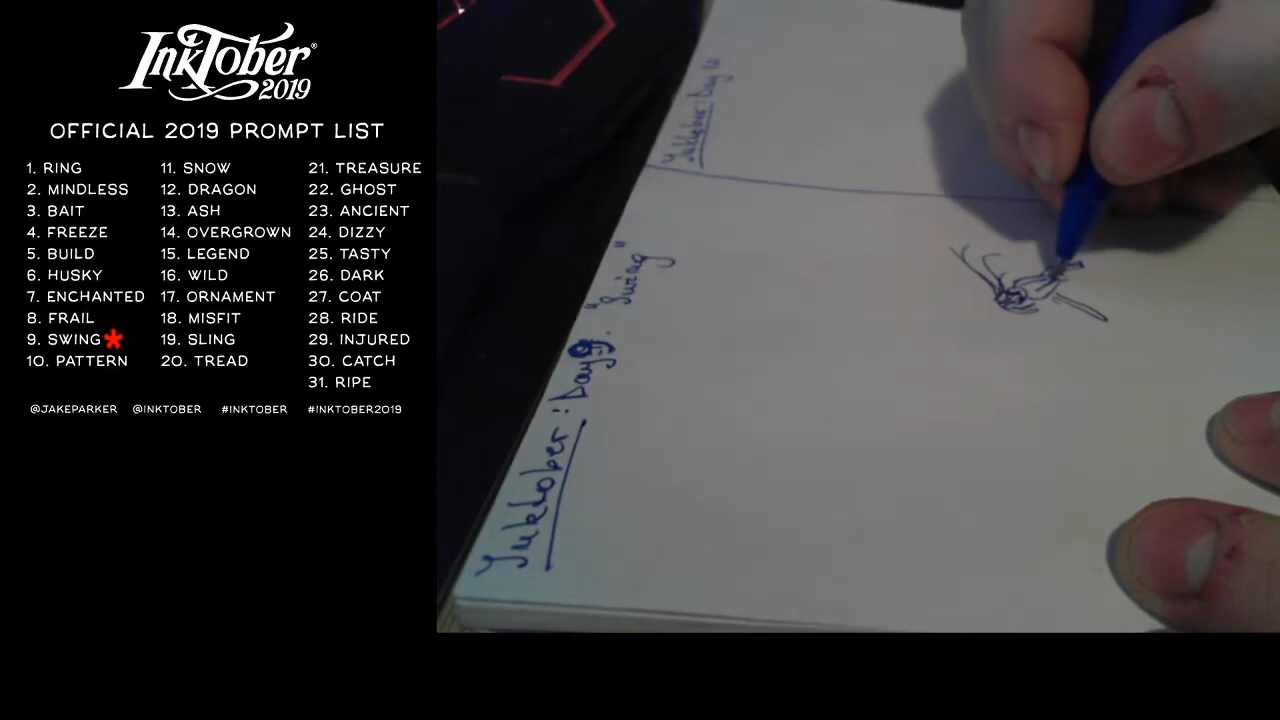 InkTober®
2019
OFFICIAL 2019 PROMPT LIST
1. RING
2. MINDLESS
3. BAIT
4. FREEZE
5. BUILD
6. HUSKY
7. ENCHANTED
8. FRAIL
9. SWING*
10. PATTERN
11. SNOW
12. DRAGON
13. ASH
14. OVERGROWN
15. LEGEND
16. WILD
17. ORNAMENT
18. MISFIT
19. SLING
20. TREAD
21. TREASURE
22. GHOST
23. ANCIENT
24. DIZZY
25. TASTY
26. DARK
27. COAT
28. RIDE
29. INJURED
30. CATCH
31. RIPE
@JAKEPARKER @INKTOBER #INKTOBER #INKTOBER2019
Inktober: Day 10
Inktober: Day 9: "Swing"